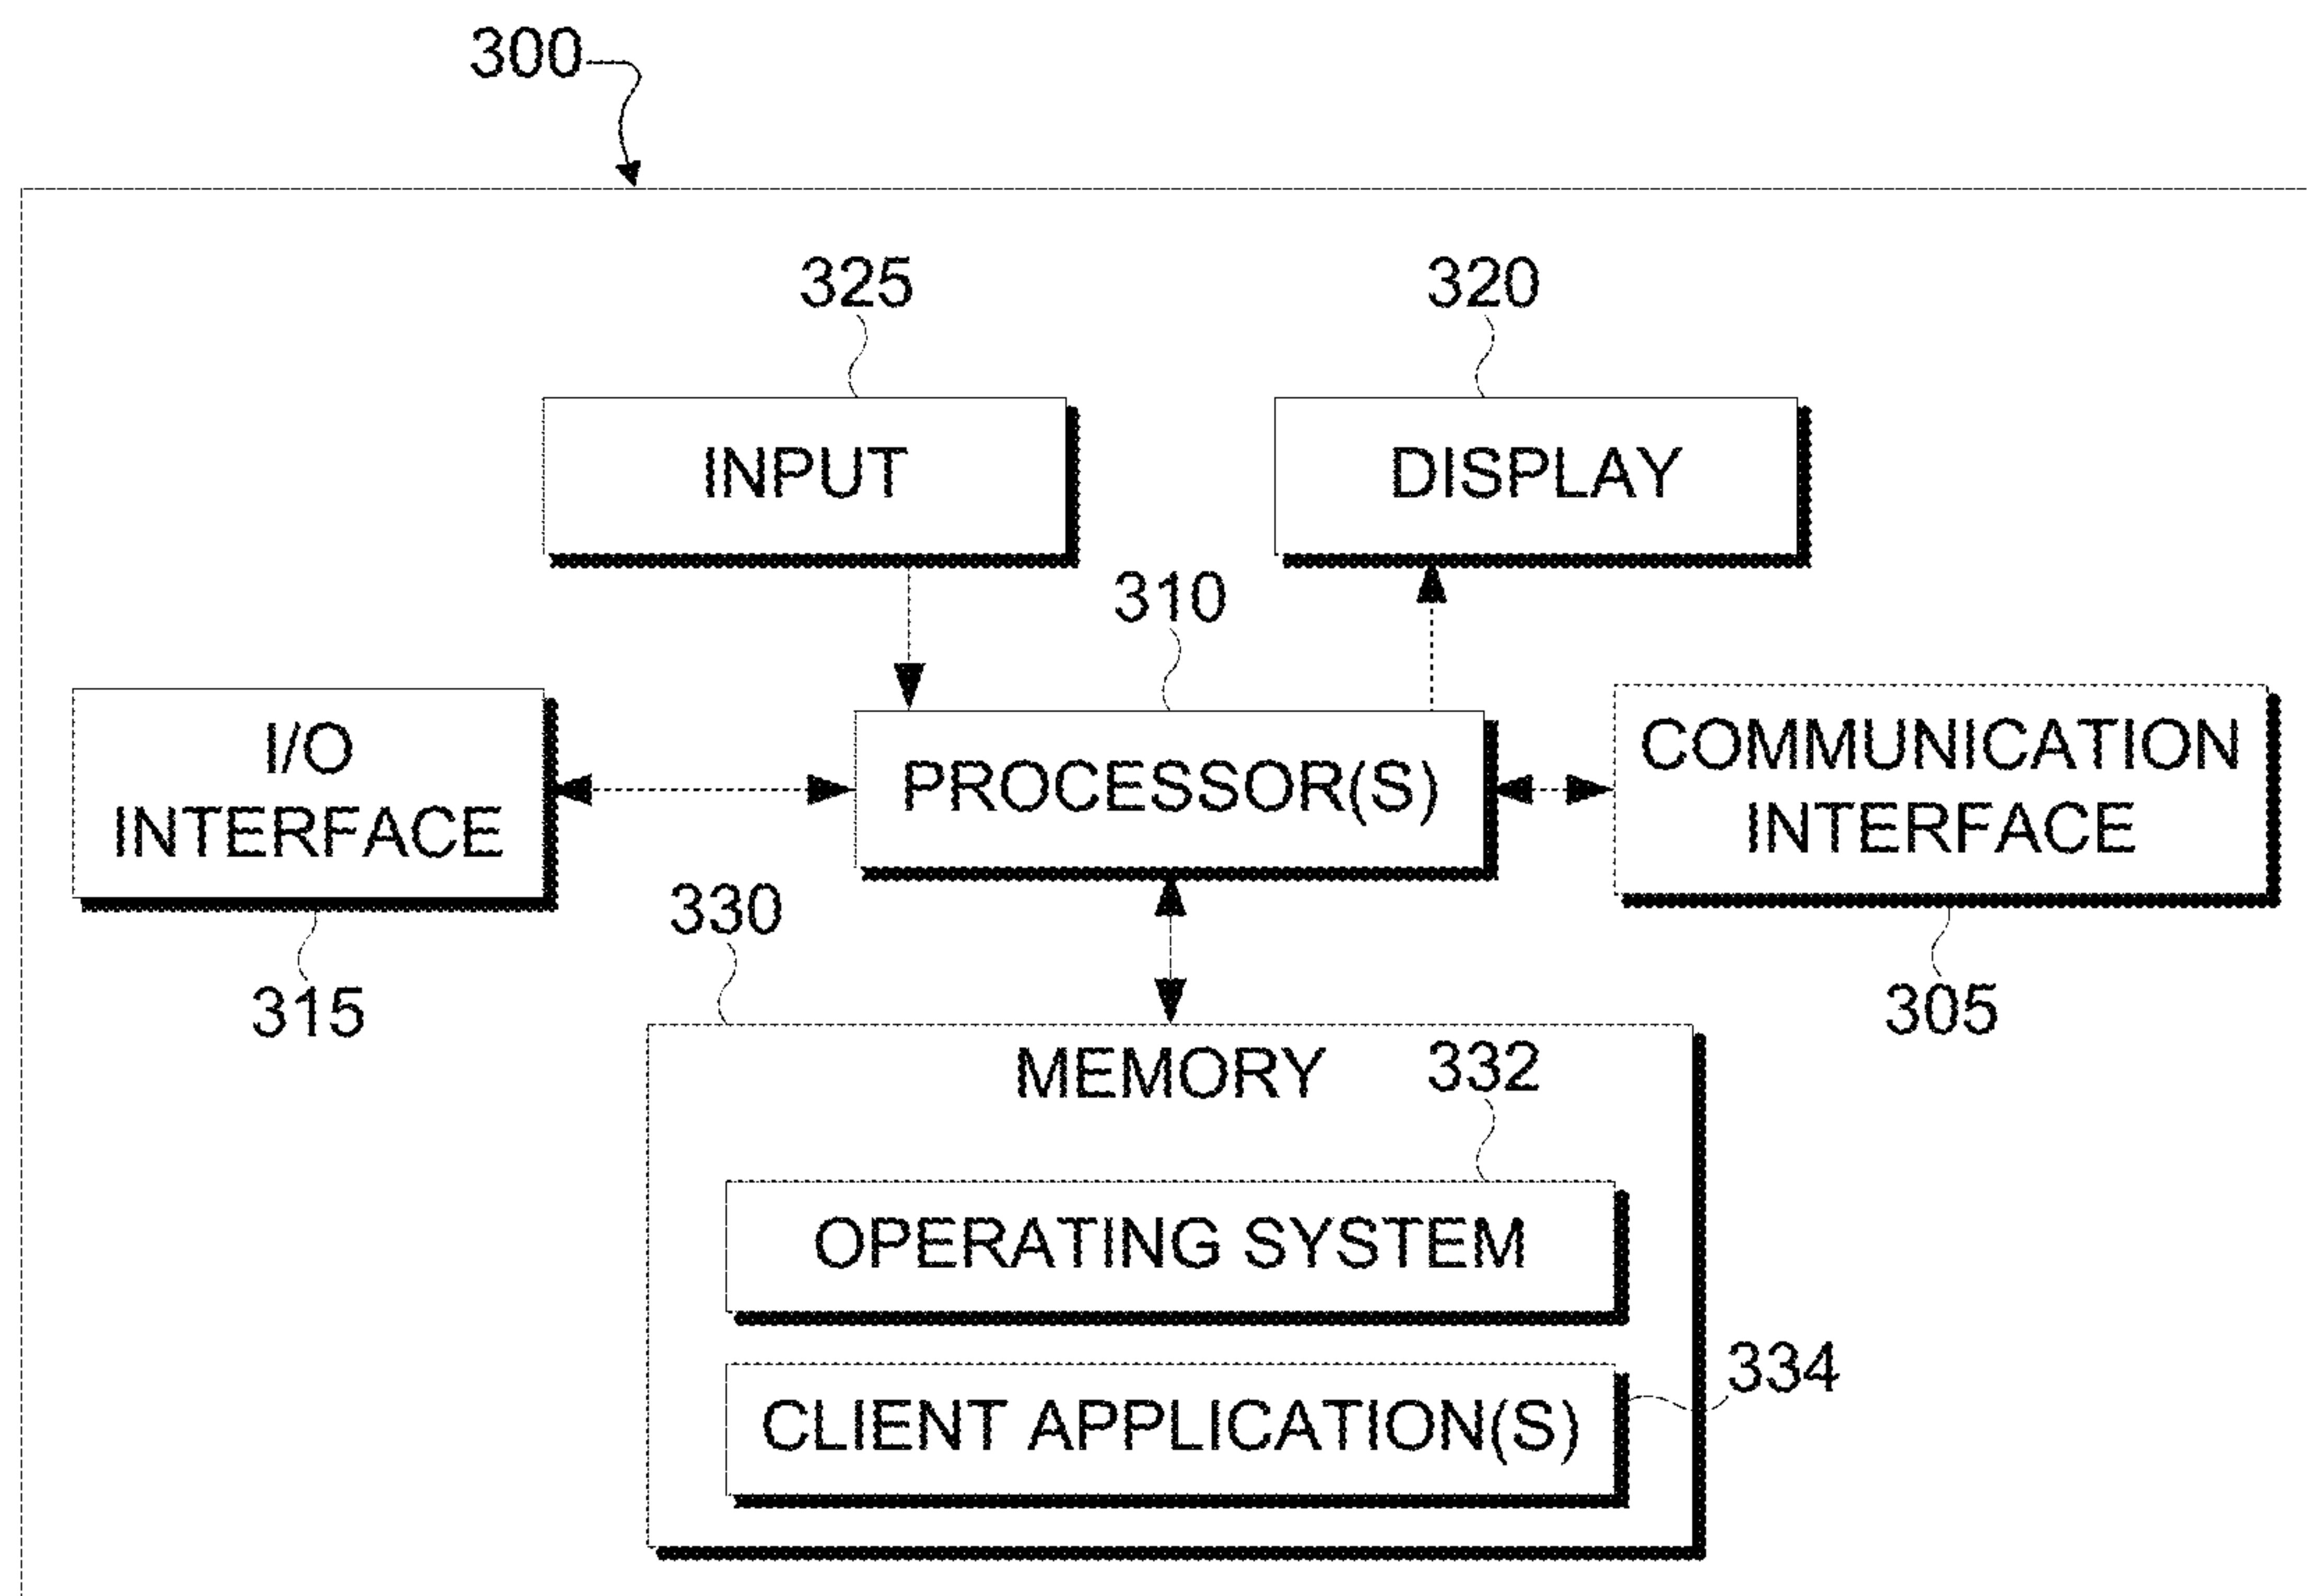 300
325
320
INPUT
DISPLAY
310
I/O
INTERFACE
PROCESSOR(S)
COMMUNICATION
INTERFACE
330
315
305
MEMORY
332
OPERATING SYSTEM
334
CLIENT APPLICATION(S)